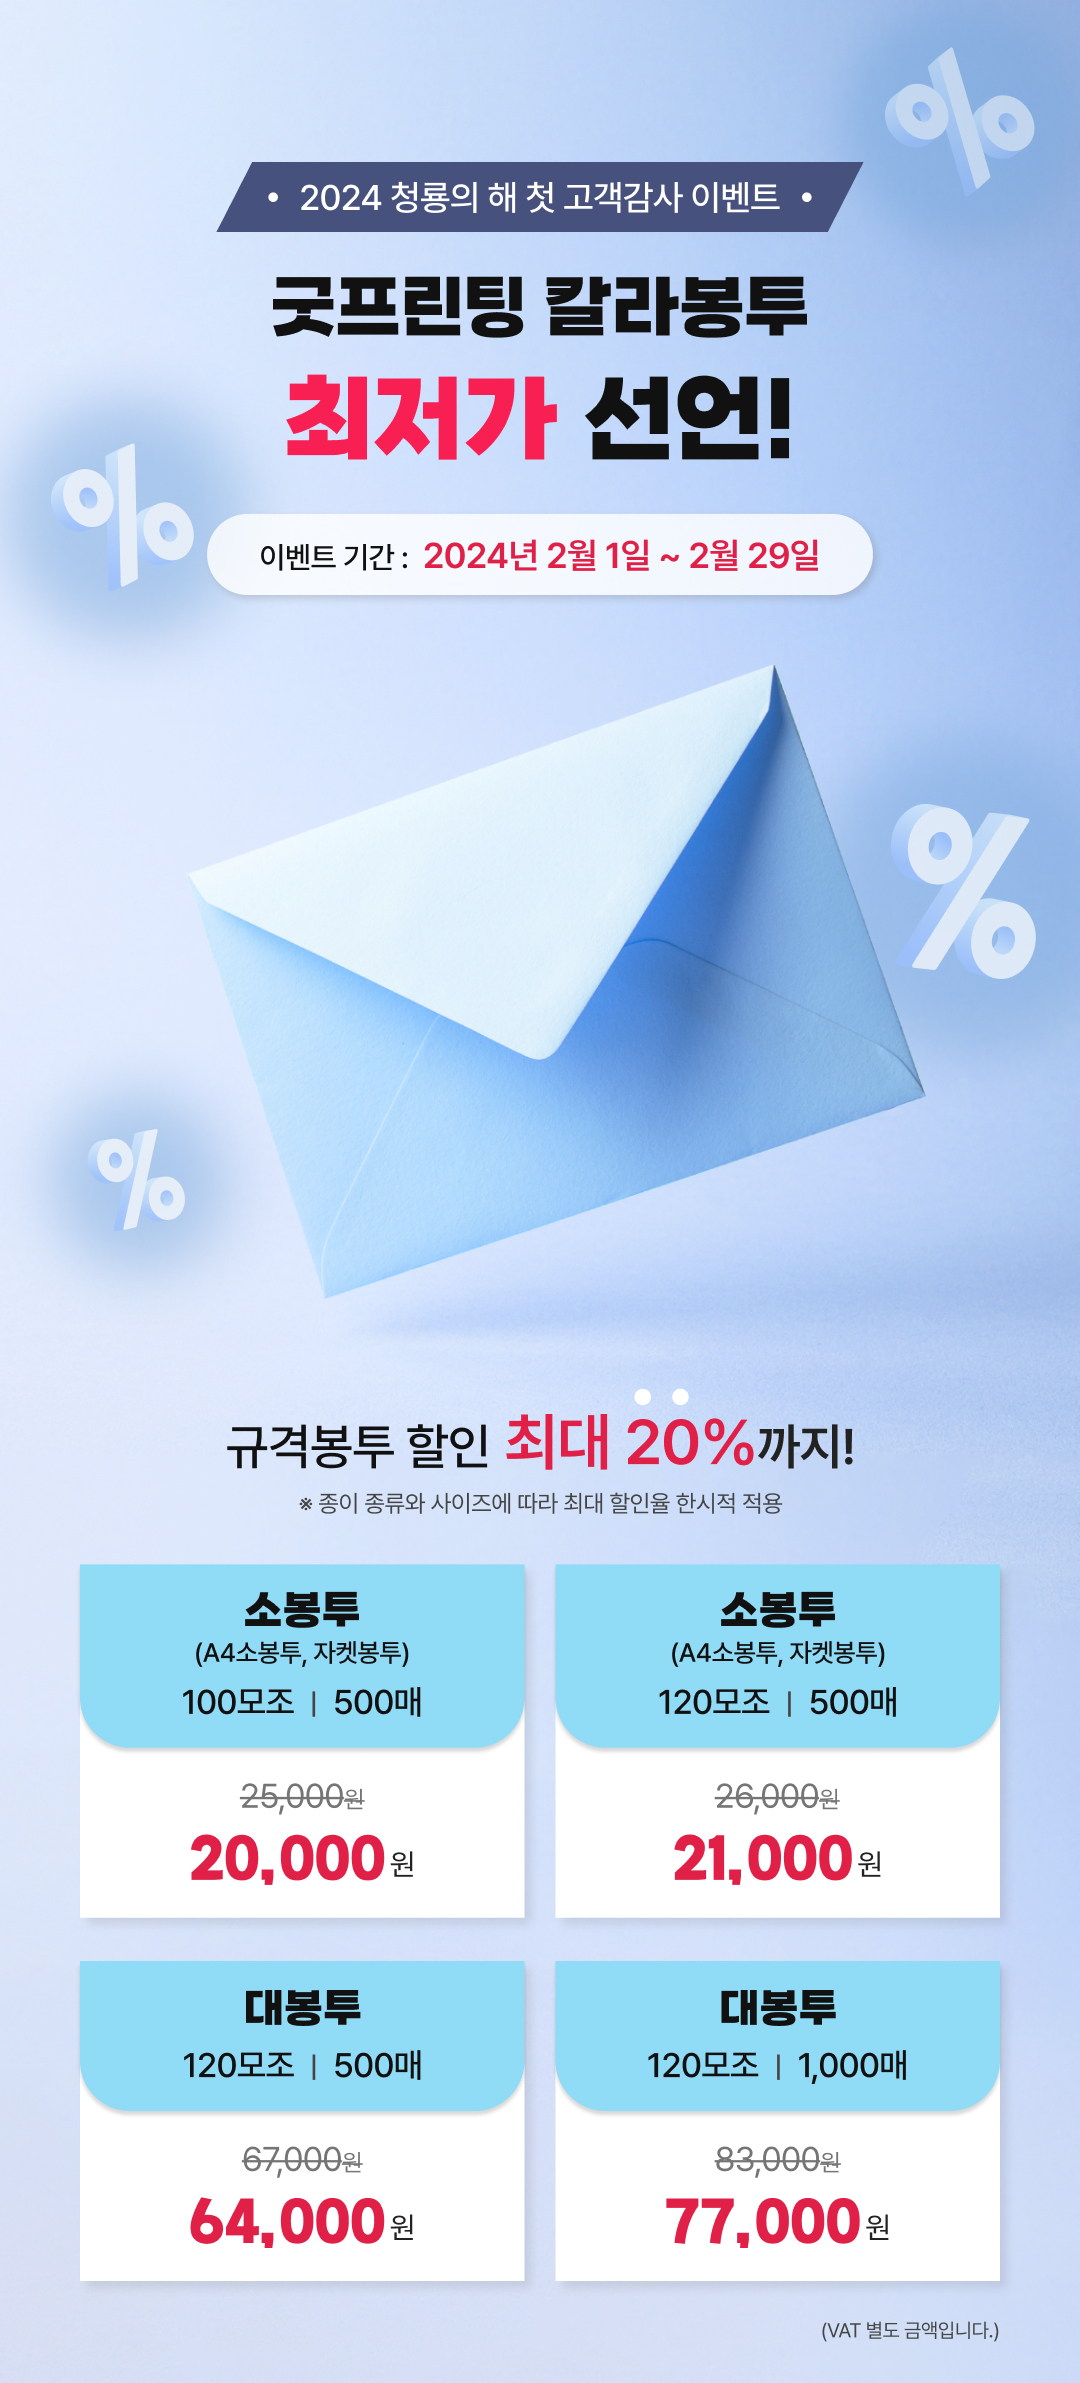 • 2024 청룡의 해 첫 고객감사 이벤트 •
굿프린팅 칼라봉투
최저가 선언!
이벤트 기간 : 2024년 2월 1일 ~ 2월 29일
%
%
%
%
규격봉투 할인 최대 20%까지!
※ 종이 종류와 사이즈에 따라 최대 할인율 한시적 적용
소봉투
(A4소봉투, 자켓봉투)
100모조 | 500매
25,000원
20,000원
소봉투
(A4소봉투, 자켓봉투)
120모조 | 500매
26,000원
21,000원
대봉투
120모조 | 500매
67,000원
64,000원
대봉투
120모조 | 1,000매
83,000원
77,000원
(VAT 별도 금액입니다.)